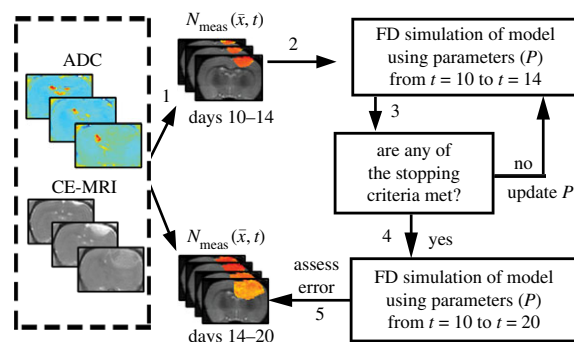 ADC
CE-MRI
1
N_meas (x̄, t)
days 10–14
2
FD simulation of model
using parameters (P)
from t = 10 to t = 14
3
are any of
the stopping
criteria met?
no
update P
4
yes
FD simulation of model
using parameters (P)
from t = 10 to t = 20
assess
error
5
N_meas (x̄, t)
days 14–20